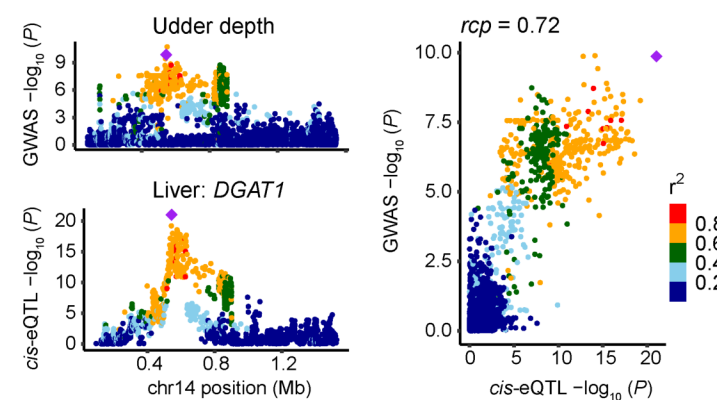 Udder depth
GWAS −log10 (P)
9
6
3
0
Liver: DGAT1
cis-eQTL −log10 (P)
20
15
10
5
0
0.4 0.8 1.2
chr14 position (Mb)
rcp = 0.72
GWAS −log10 (P)
10.0
7.5
5.0
2.5
0.0
0 5 10 15 20
cis-eQTL −log10 (P)
r2
0.8
0.6
0.4
0.2